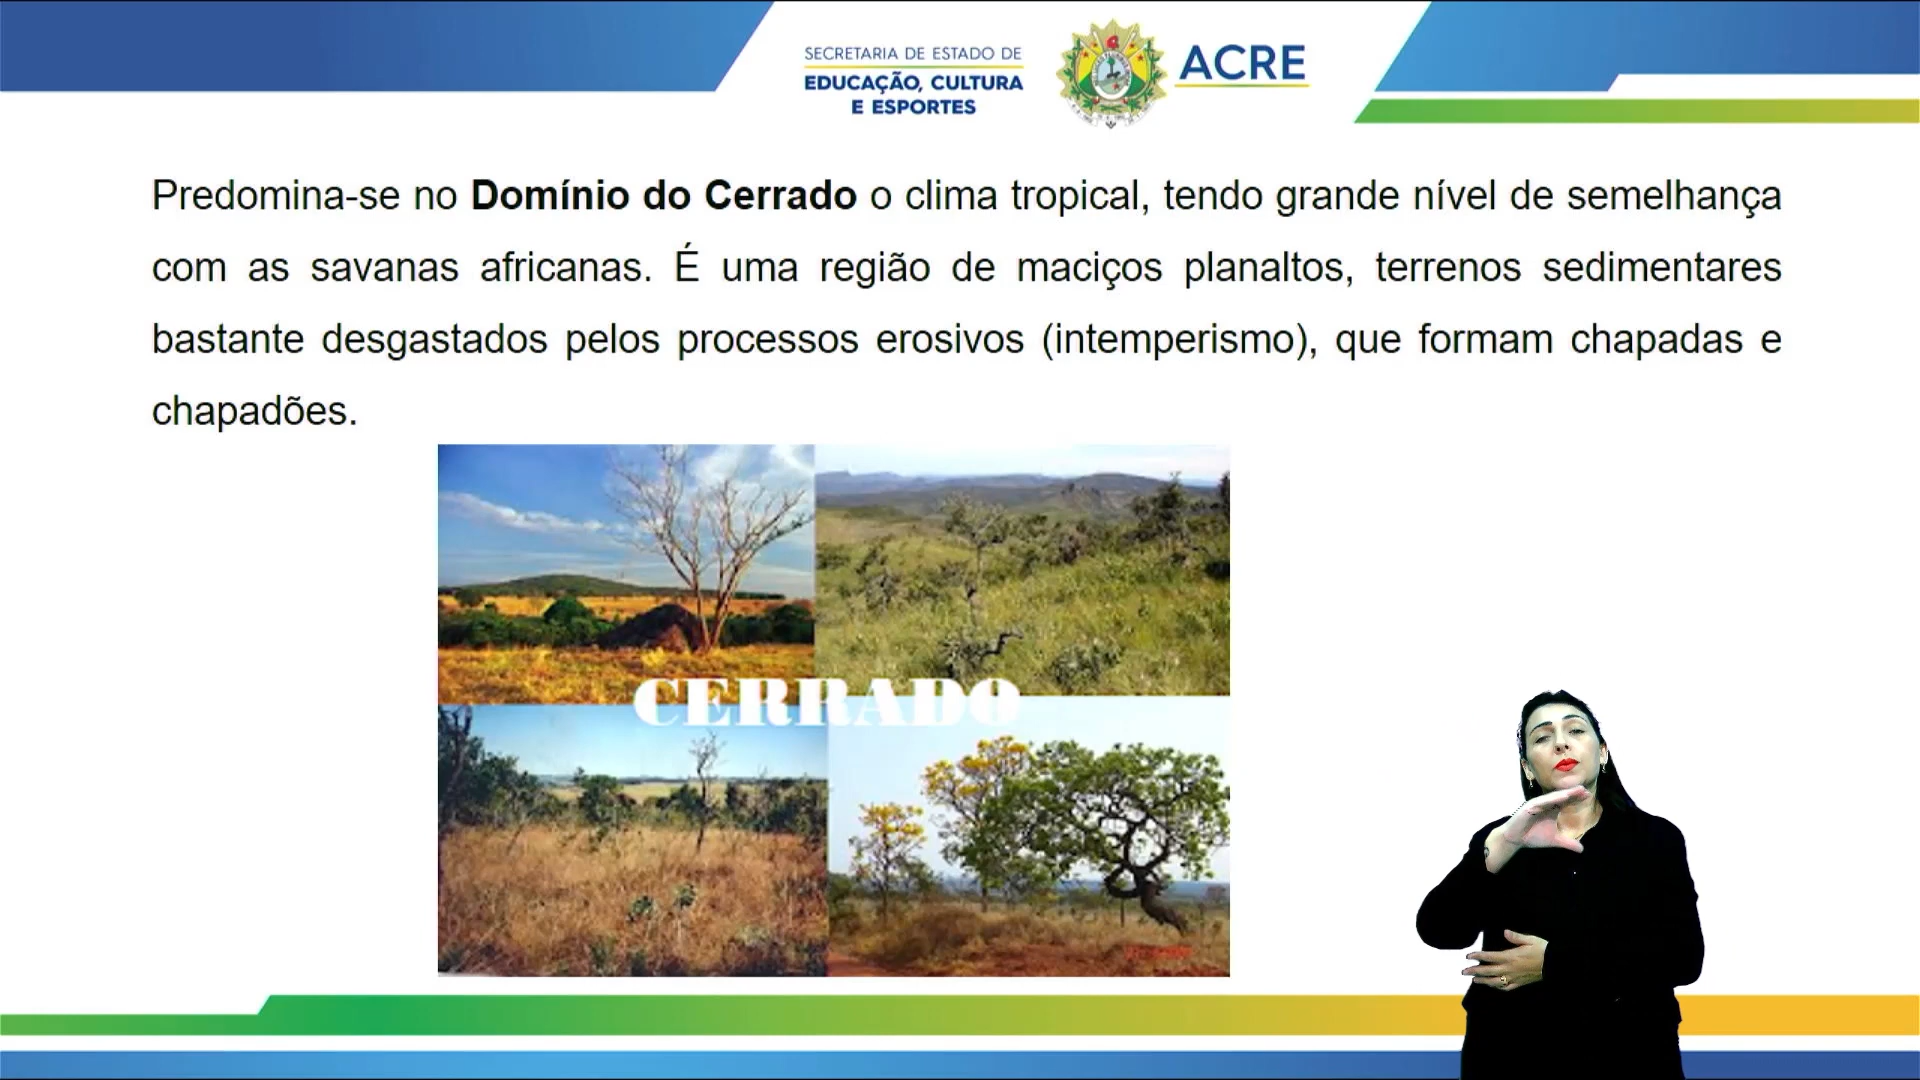 SECRETARIA DE ESTADO DE
EDUCAÇÃO, CULTURA
E ESPORTES
ACRE
Predomina-se no Domínio do Cerrado o clima tropical, tendo grande nível de semelhança
com as savanas africanas. É uma região de maciços planaltos, terrenos sedimentares
bastante desgastados pelos processos erosivos (intemperismo), que formam chapadas e
chapadões.
CERRADO